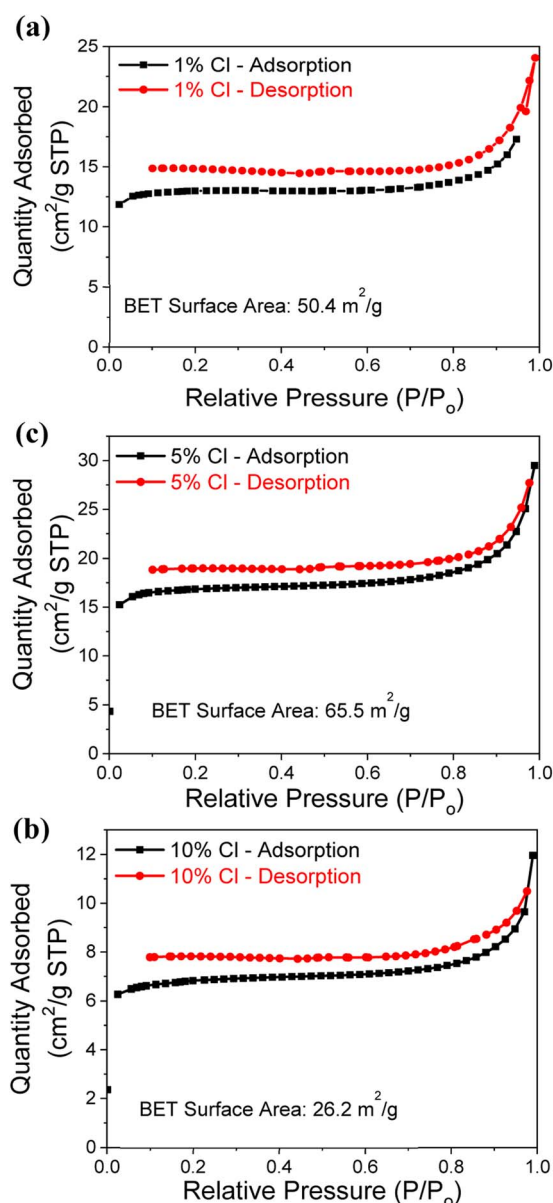 (a)
25
20
15
10
5
0
Quantity Adsorbed
(cm²/g STP)
1% Cl - Adsorption
1% Cl - Desorption
BET Surface Area: 50.4 m²/g
0.0 0.2 0.4 0.6 0.8 1.0
Relative Pressure (P/Pₒ)
(c)
30
25
20
15
10
5
0
Quantity Adsorbed
(cm²/g STP)
5% Cl - Adsorption
5% Cl - Desorption
BET Surface Area: 65.5 m²/g
0.0 0.2 0.4 0.6 0.8 1.0
Relative Pressure (P/Pₒ)
(b)
12
10
8
6
4
2
0
Quantity Adsorbed
(cm²/g STP)
10% Cl - Adsorption
10% Cl - Desorption
BET Surface Area: 26.2 m²/g
0.0 0.2 0.4 0.6 0.8 1.0
Relative Pressure (P/Pₒ)